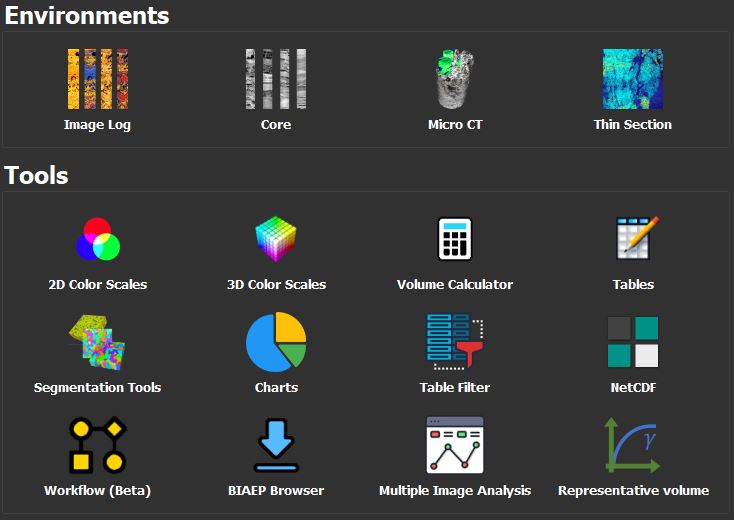 Environments
Image Log
Core
Micro CT
Thin Section
Tools
2D Color Scales
3D Color Scales
Volume Calculator
Tables
Segmentation Tools
Charts
Table Filter
NetCDF
Workflow (Beta)
BIAEP Browser
Multiple Image Analysis
γ
Representative volume